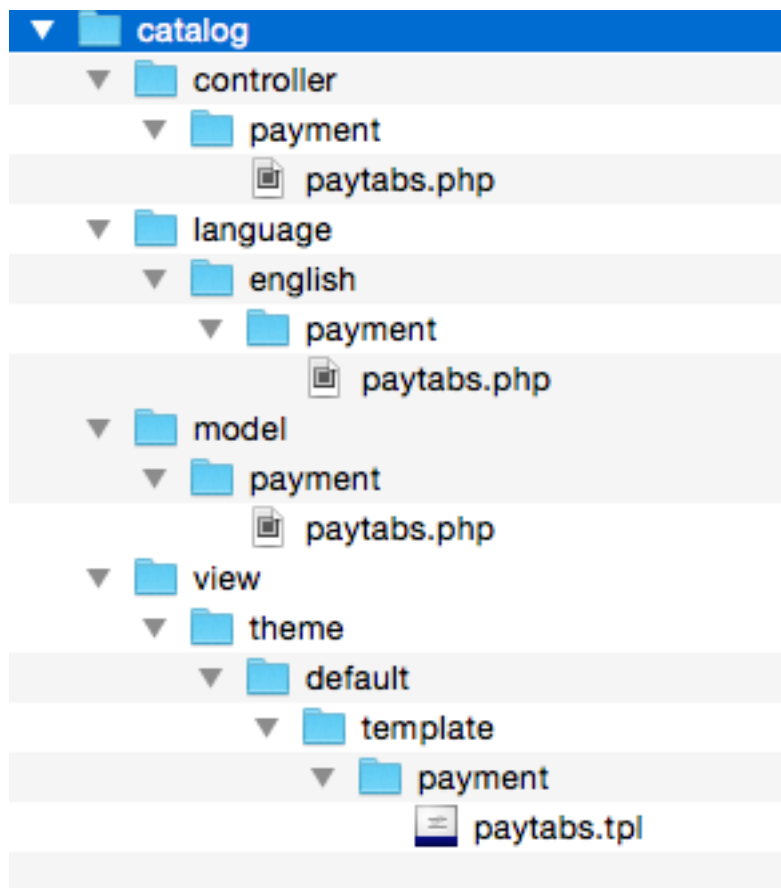 catalog
controller
payment
paytabs.php
language
english
payment
paytabs.php
model
payment
paytabs.php
view
theme
default
template
payment
paytabs.tpl